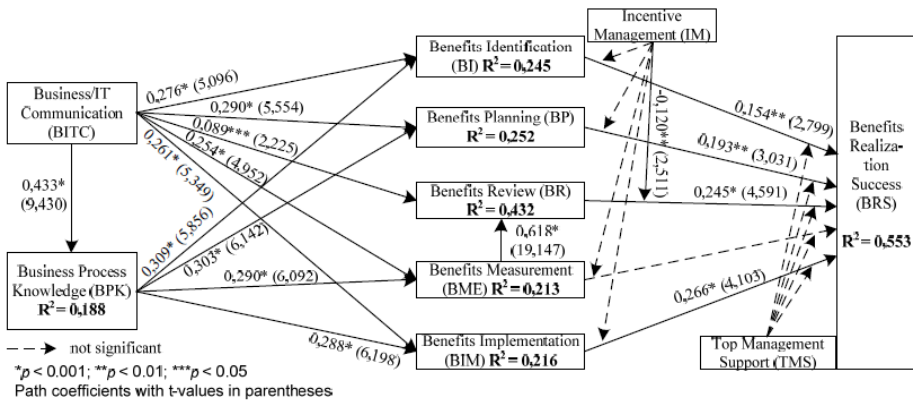 Incentive
Management (IM)
Benefits Identification
(BI) R²=0,245
Business/IT
Communication
(BITC)
0,276* (5,096)
0,290* (5,554)
0,089*** (2,225)
0,254* (4,952)
0,261* (5,349)
Benefits Planning (BP)
R²=0,252
-0,120** (2,511)
0,154** (2,799)
0,193** (3,031)
Benefits
Realiza-
tion
Success
(BRS)
R²=0,553
0,433*
(9,430)
Benefits Review (BR)
R²=0,432
0,245* (4,591)
0,618*
(19,147)
0,309* (5,856)
0,303* (6,142)
0,290* (6,092)
0,288* (6,198)
Business Process
Knowledge (BPK)
R²=0,188
Benefits Measurement
(BME) R²=0,213
0,266* (4,103)
Benefits Implementation
(BIM) R²=0,216
Top Management
Support (TMS)
not significant
*p < 0.001; **p < 0.01; ***p < 0.05
Path coefficients with t-values in parentheses